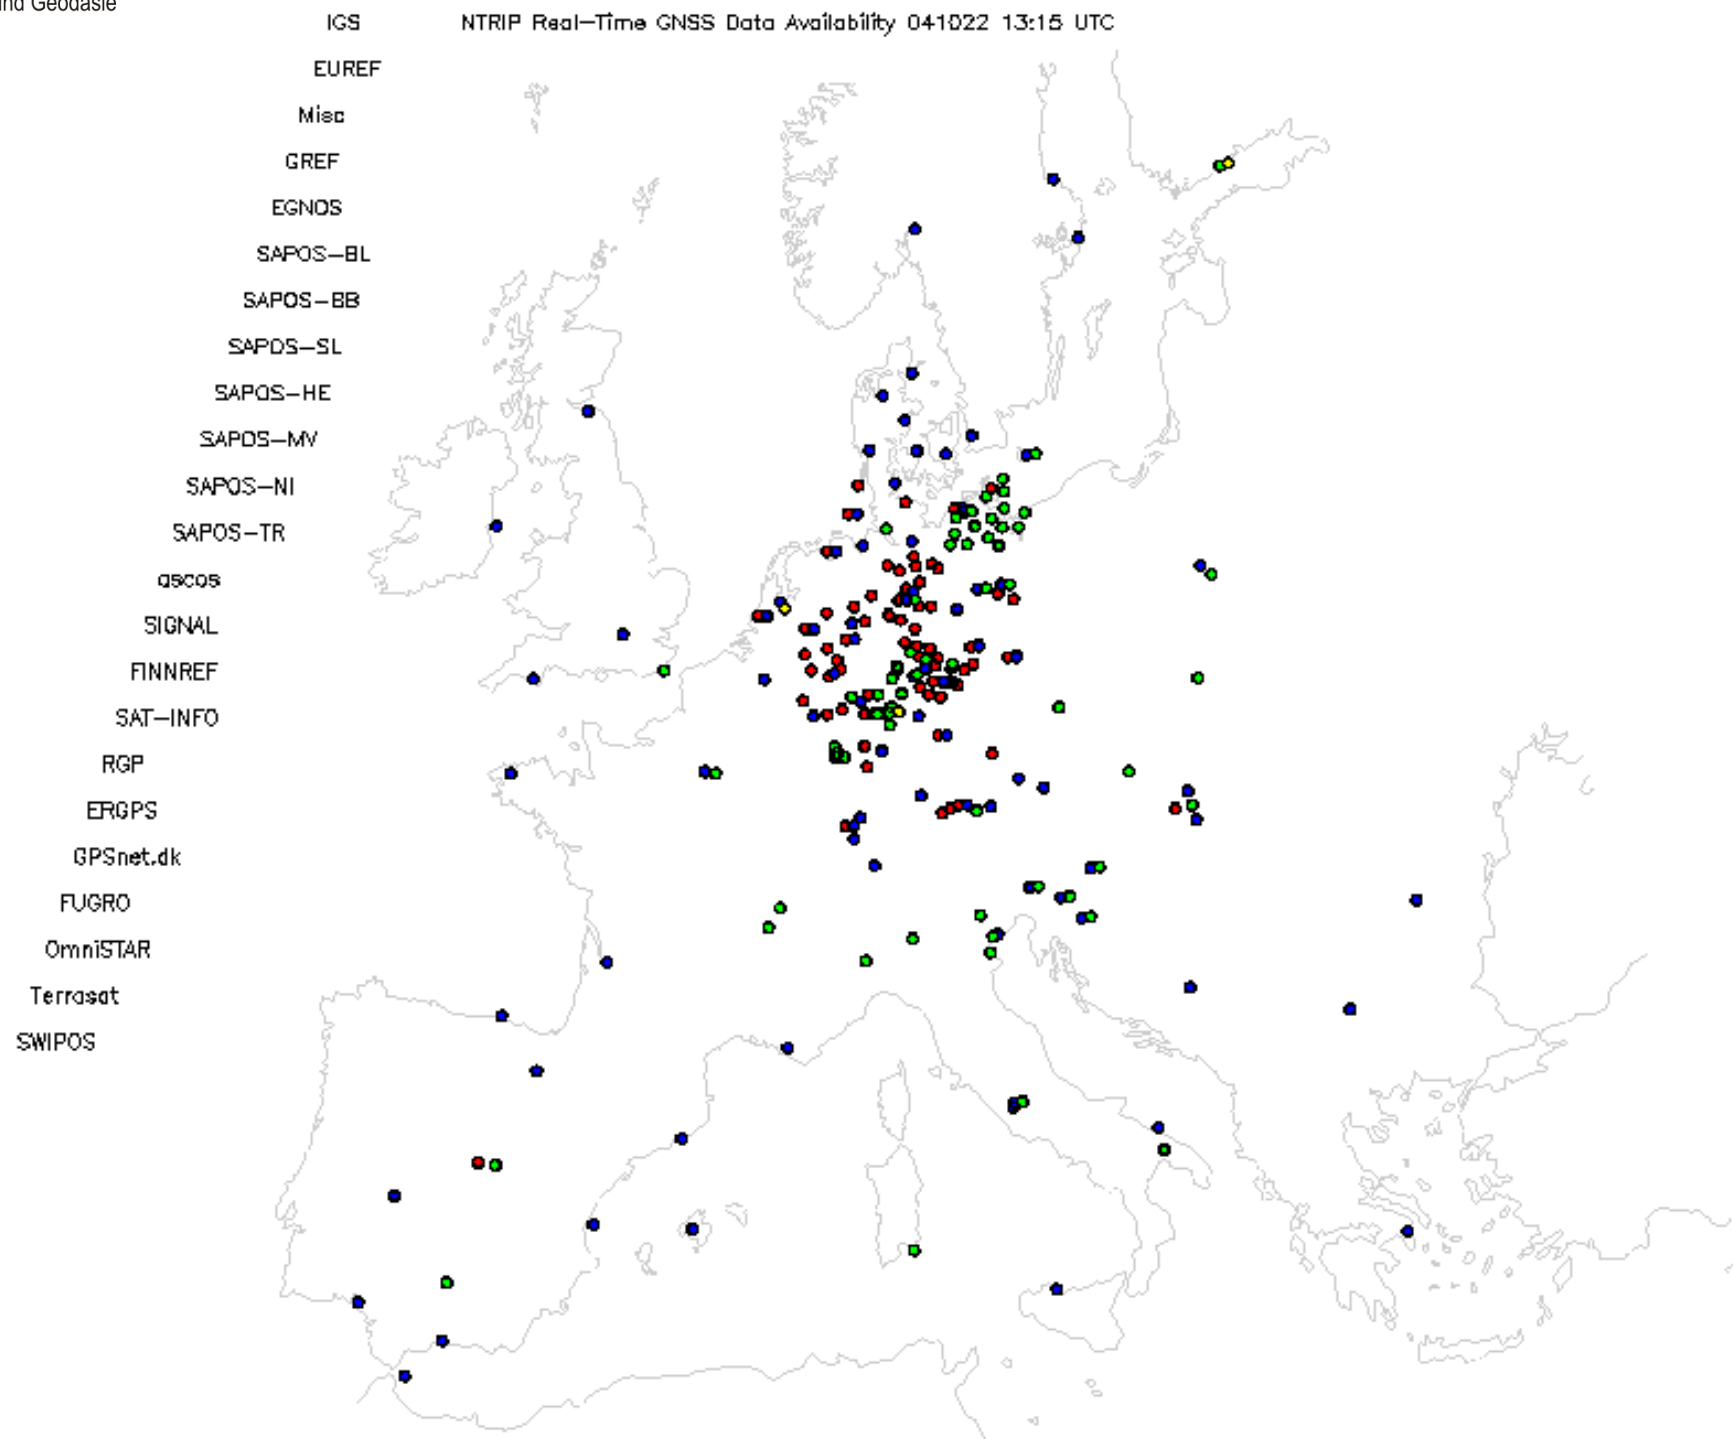 und Geodäsie
IGS
NTRIP Real-Time GNSS Data Availability 041022 13:15 UTC
EUREF
Misc
GREF
EGNOS
SAPOS-BL
SAPOS-BB
SAPOS-SL
SAPOS-HE
SAPOS-MV
SAPOS-NI
SAPOS-TR
ascos
SIGNAL
FINNREF
SAT-INFO
RGP
ERGPS
GPSnet.dk
FUGRO
OmniSTAR
Terrasat
SWIPOS